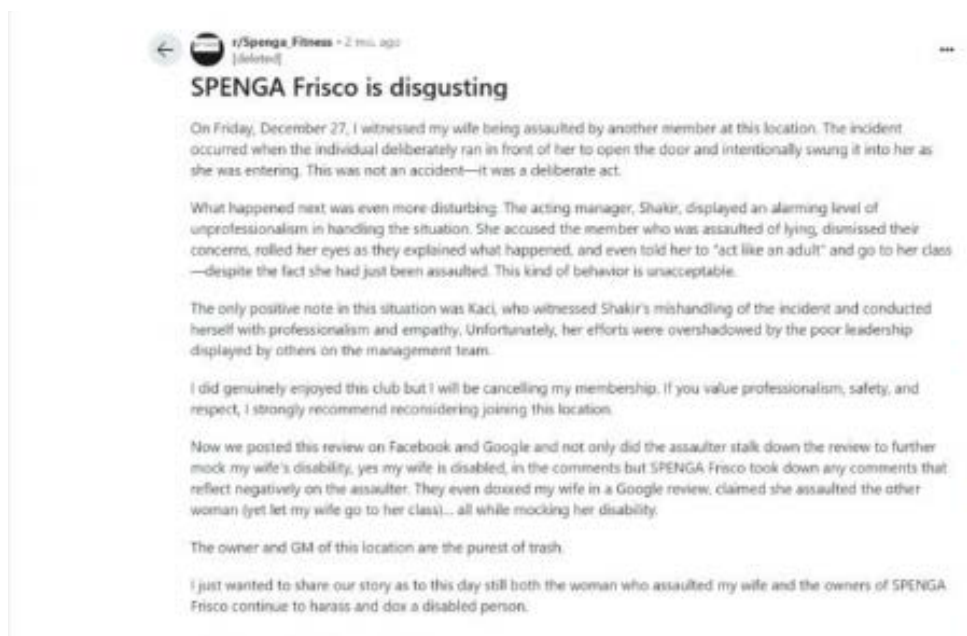 r/Spenga_Fitness • 2 mo. ago
[deleted]
SPENGA Frisco is disgusting
On Friday, December 27, I witnessed my wife being assaulted by another member at this location. The incident
occurred when the individual deliberately ran in front of her to open the door and intentionally swung it into her as
she was entering. This was not an accident—it was a deliberate act.
What happened next was even more disturbing. The acting manager, Shakir, displayed an alarming level of
unprofessionalism in handling the situation. She accused the member who was assaulted of lying, dismissed their
concerns, rolled her eyes as they explained what happened, and even told her to "act like an adult" and go to her class
—despite the fact she had just been assaulted. This kind of behavior is unacceptable.
The only positive note in this situation was Kaci, who witnessed Shakir's mishandling of the incident and conducted
herself with professionalism and empathy. Unfortunately, her efforts were overshadowed by the poor leadership
displayed by others on the management team.
I did genuinely enjoyed this club but I will be cancelling my membership. If you value professionalism, safety, and
respect, I strongly recommend reconsidering joining this location.
Now we posted this review on Facebook and Google and not only did the assaulter stalk down the review to further
mock my wife's disability, yes my wife is disabled, in the comments but SPENGA Frisco took down any comments that
reflect negatively on the assaulter. They even doxxed my wife in a Google review, claimed she assaulted the other
woman (yet let my wife go to her class)... all while mocking her disability.
The owner and GM of this location are the purest of trash.
I just wanted to share our story as to this day still both the woman who assaulted my wife and the owners of SPENGA
Frisco continue to harass and dox a disabled person.